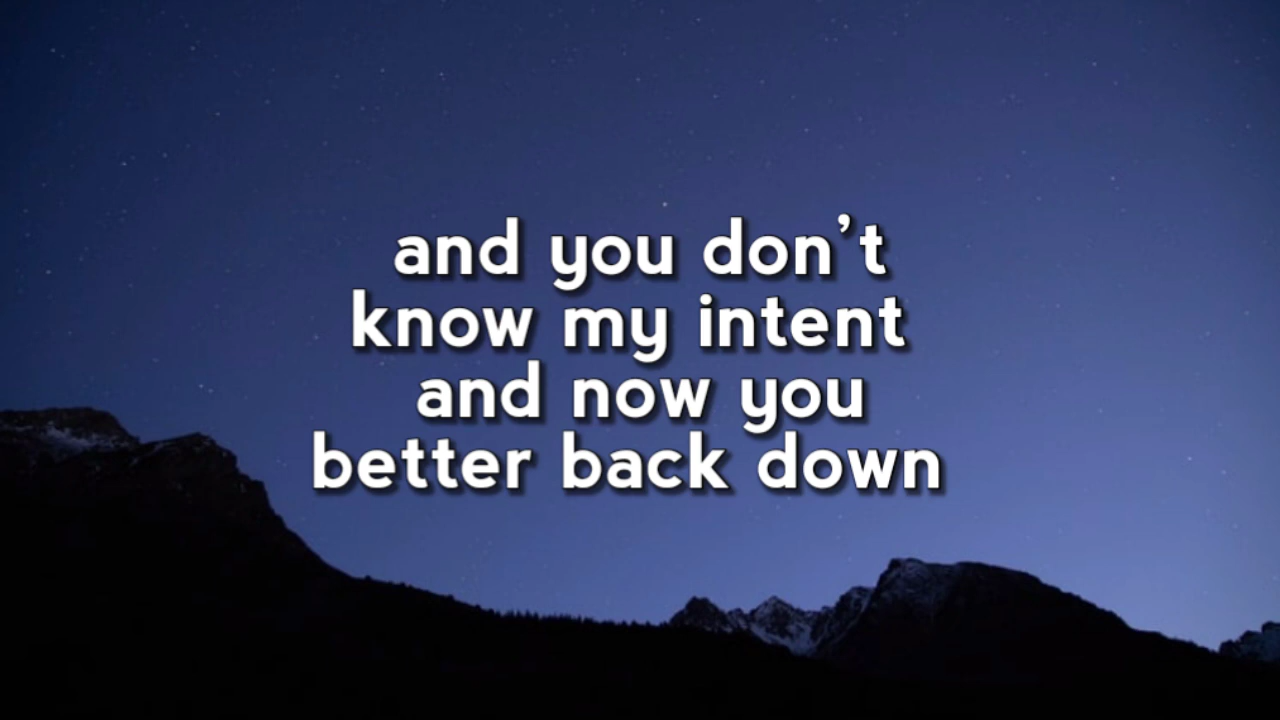 and you don't
know my intent
and now you
better back down